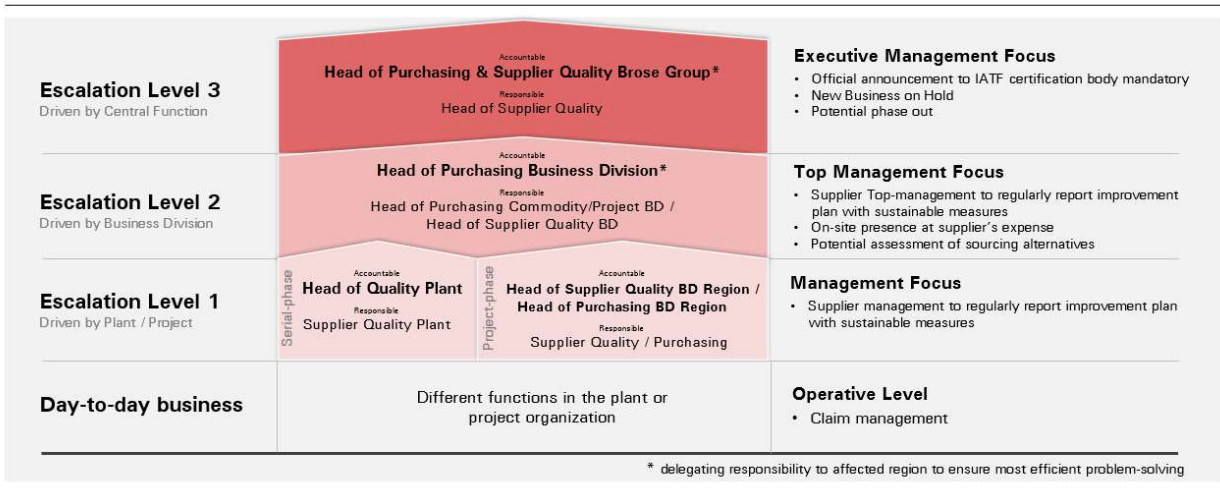 Escalation Level 3
Driven by Central Function
Accountable
Head of Purchasing & Supplier Quality Brose Group*
Responsible
Head of Supplier Quality
Executive Management Focus
• Official announcement to IATF certification body mandatory
• New Business on Hold
• Potential phase out
Escalation Level 2
Driven by Business Division
Accountable
Head of Purchasing Business Division*
Responsible
Head of Purchasing Commodity/Project BD /
Head of Supplier Quality BD
Top Management Focus
• Supplier Top-management to regularly report improvement
plan with sustainable measures
• On-site presence at supplier's expense
• Potential assessment of sourcing alternatives
Escalation Level 1
Driven by Plant / Project
Serial-phase
Accountable
Head of Quality Plant
Responsible
Supplier Quality Plant
Project-phase
Accountable
Head of Supplier Quality BD Region /
Head of Purchasing BD Region
Responsible
Supplier Quality / Purchasing
Management Focus
• Supplier management to regularly report improvement plan
with sustainable measures
Day-to-day business
Different functions in the plant or
project organization
Operative Level
• Claim management
* delegating responsibility to affected region to ensure most efficient problem-solving